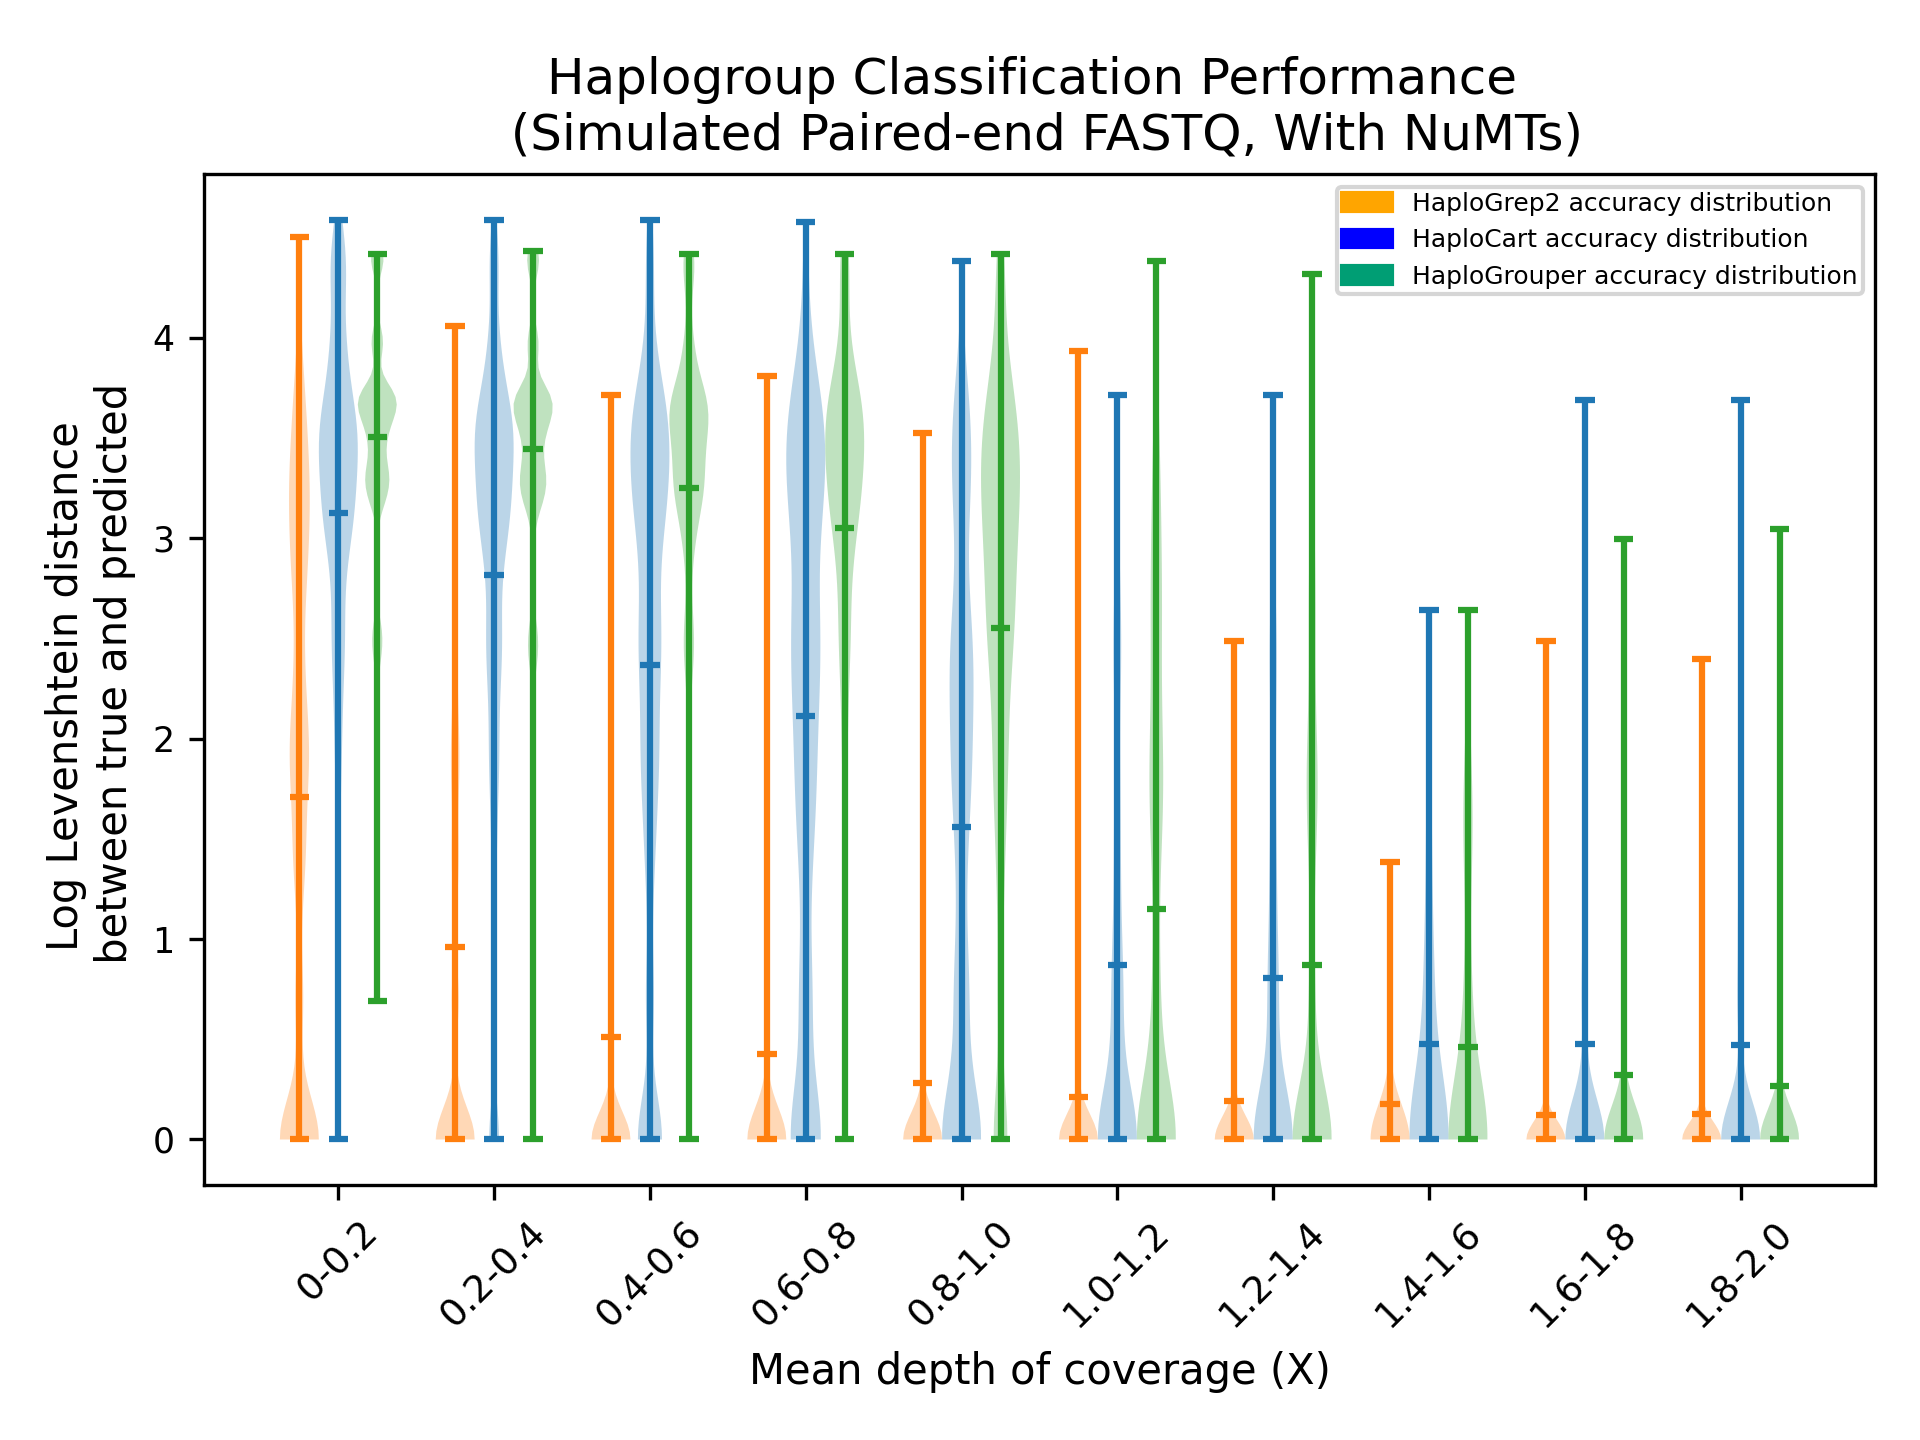 Haplogroup Classification Performance
(Simulated Paired-end FASTQ, With NuMTs)
HaploGrep2 accuracy distribution
HaploCart accuracy distribution
HaploGrouper accuracy distribution
Log Levenshtein distance
between true and predicted
4
3
2
1
0
0-0.2
0.2-0.4
0.4-0.6
0.6-0.8
0.8-1.0
1.0-1.2
1.2-1.4
1.4-1.6
1.6-1.8
1.8-2.0
Mean depth of coverage (X)